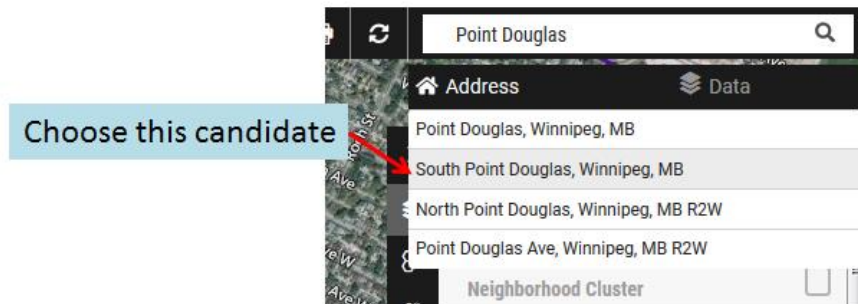 Point Douglas
Address
Data
Choose this candidate
Point Douglas, Winnipeg, MB
South Point Douglas, Winnipeg, MB
North Point Douglas, Winnipeg, MB R2W
Point Douglas Ave, Winnipeg, MB R2W
Neighborhood Cluster